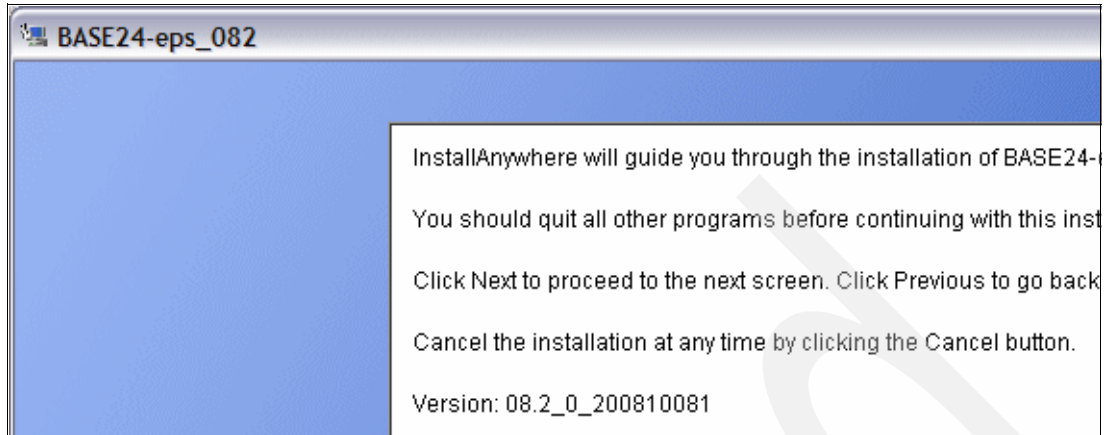 BASE24-eps_082
InstallAnywhere will guide you through the installation of BASE24-
You should quit all other programs before continuing with this inst
Click Next to proceed to the next screen. Click Previous to go back
Cancel the installation at any time by clicking the Cancel button.
Version: 08.2_0_200810081